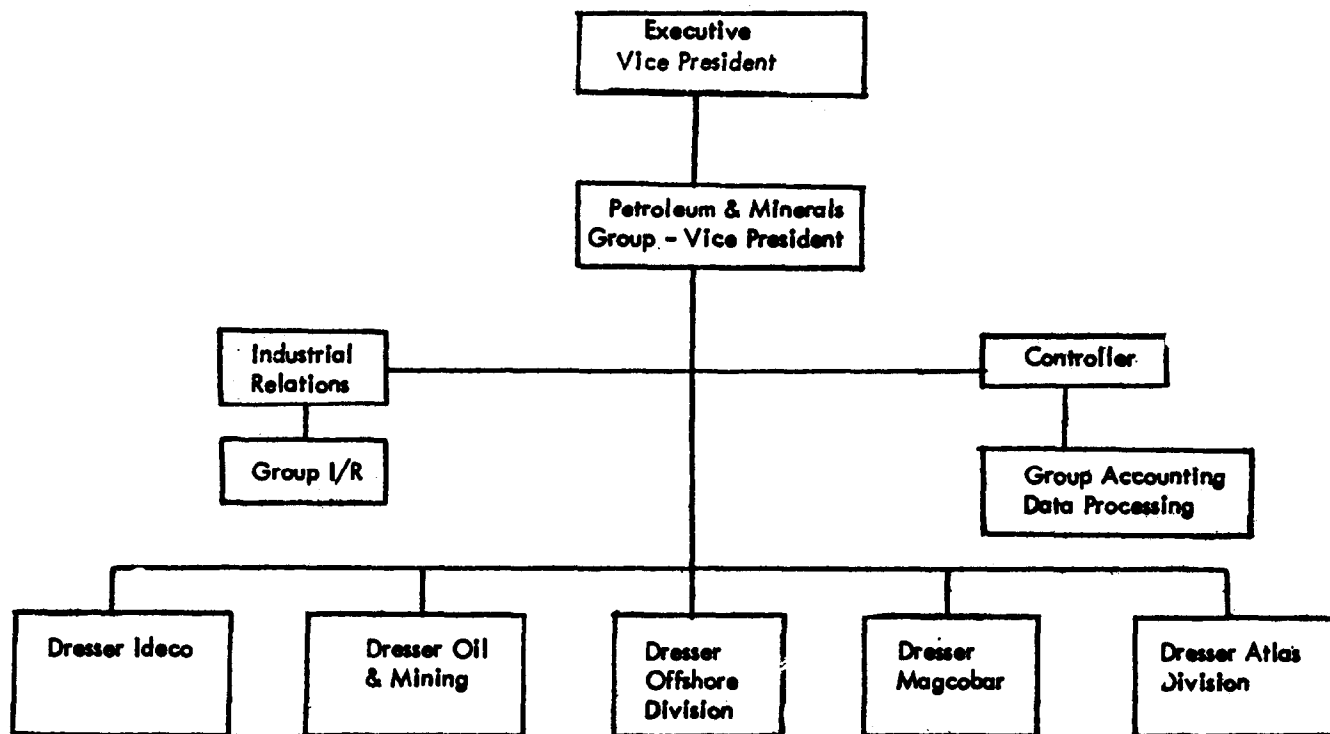 Executive
Vice President
Petroleum & Minerals
Group - Vice President
Industrial
Relations
Controller
Group I/R
Group Accounting
Data Processing
Dresser Ideco
Dresser Oil
& Mining
Dresser
Offshore
Division
Dresser
Magcobar
Dresser Atlas
Division